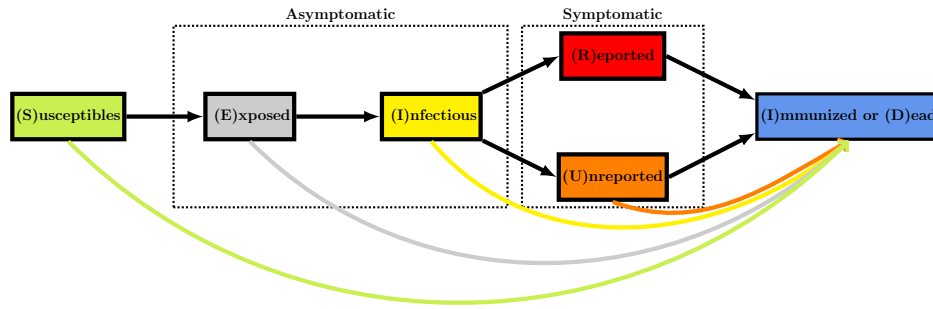 Asymptomatic
Symptomatic
(R)eported
(S)usceptibles
(E)xposed
(I)nfectious
(I)mmunized or (D)ead
(U)nreported